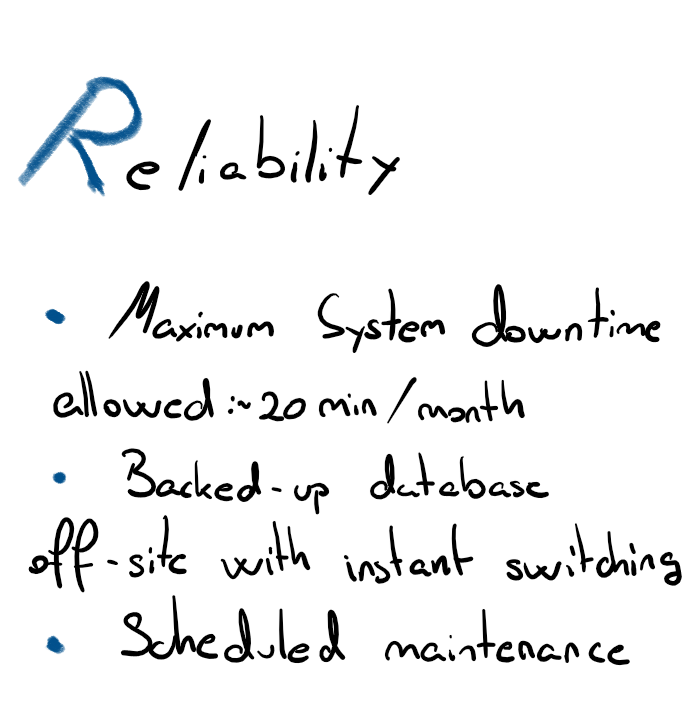 Reliability
• Maximum System downtime
allowed :~ 20 min / month
• Backed-up database
off-site with instant switching
• Scheduled maintenance